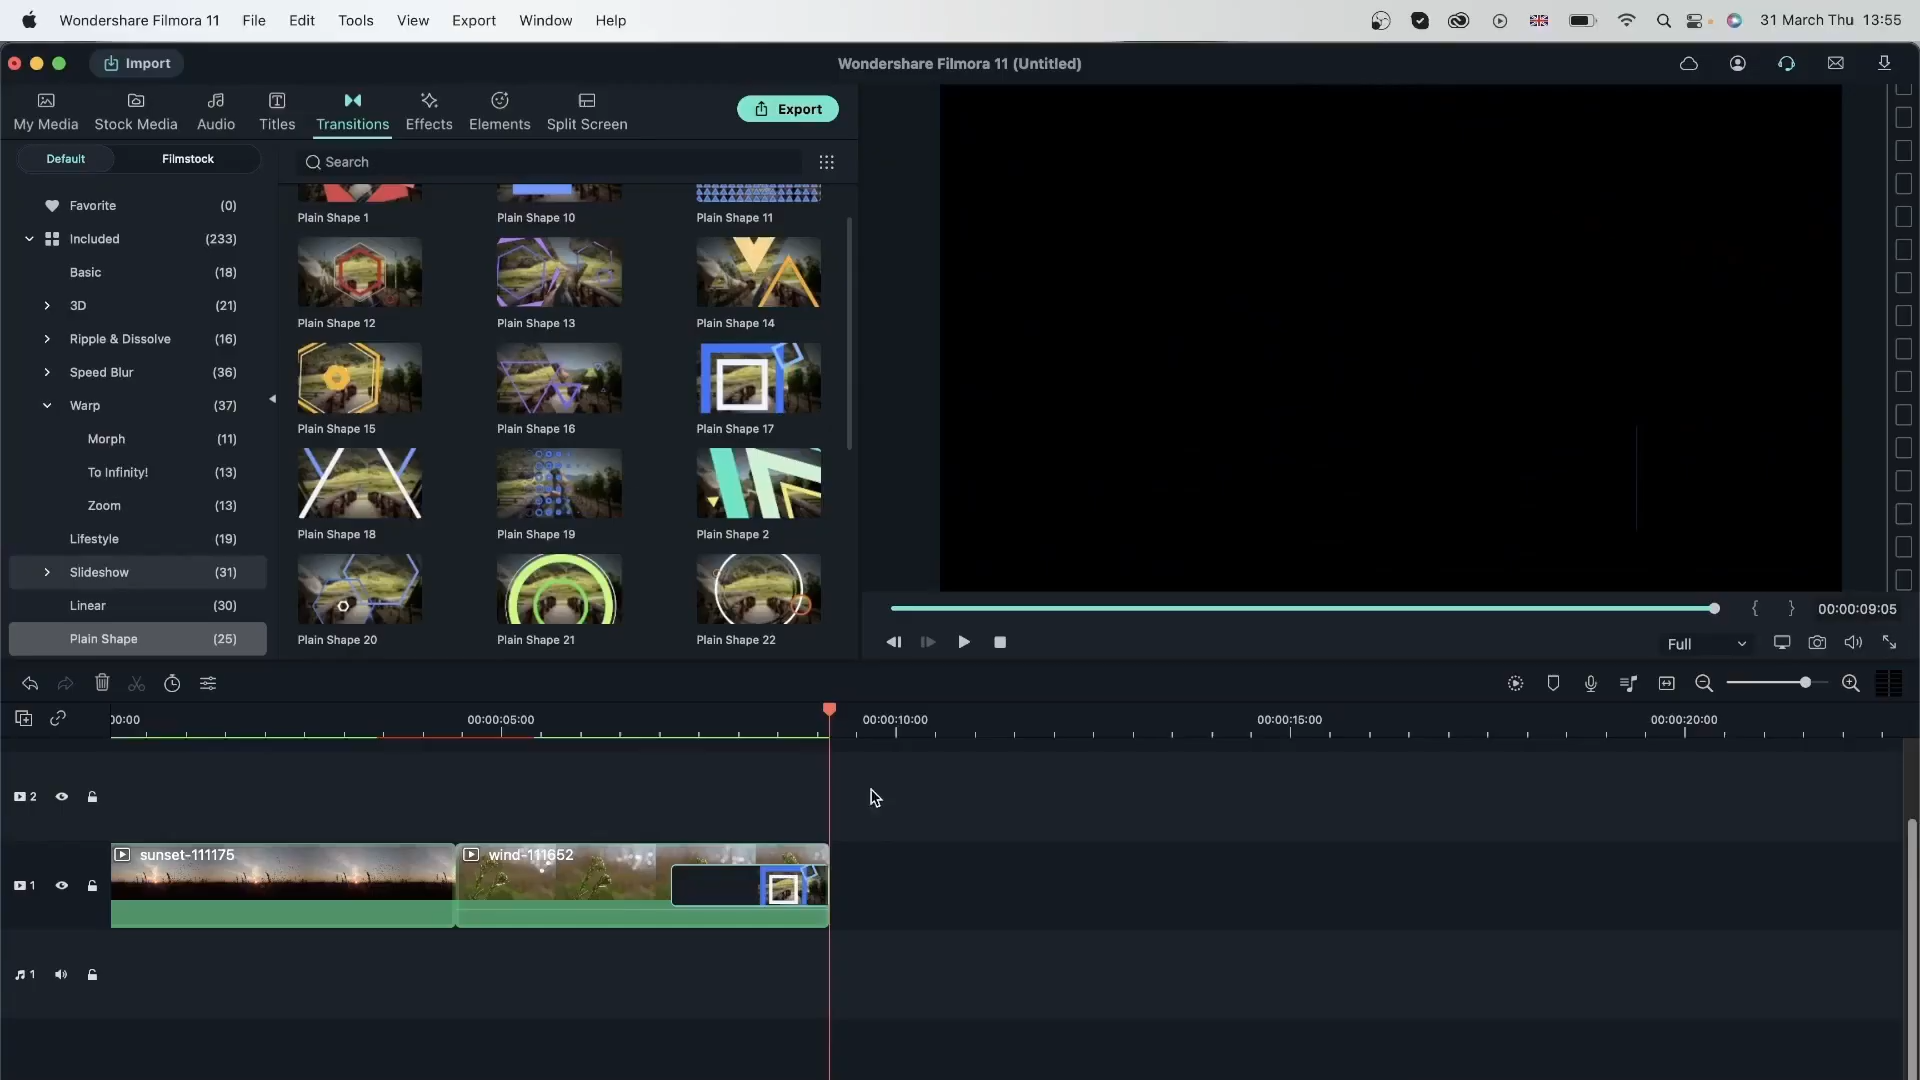 Wondershare Filmora 11 File Edit Tools View Export Window Help 31 March Thu 13:55
Import Wondershare Filmora 11 (Untitled)
My Media Stock Media Audio Titles Transitions Effects Elements Split Screen Export
Default Filmstock Search
Favorite (0)
Included (233)
Basic (18)
3D (21)
Ripple & Dissolve (16)
Speed Blur (36)
Warp (37)
Morph (11)
To Infinity! (13)
Zoom (13)
Lifestyle (19)
Slideshow (31)
Linear (30)
Plain Shape (25)
Plain Shape 1 Plain Shape 10 Plain Shape 11
Plain Shape 12 Plain Shape 13 Plain Shape 14
Plain Shape 15 Plain Shape 16 Plain Shape 17
Plain Shape 18 Plain Shape 19 Plain Shape 2
Plain Shape 20 Plain Shape 21 Plain Shape 22
{ } 00:00:09:05
Full
00:00 00:00:05:00 00:00:10:00 00:00:15:00 00:00:20:00
2
sunset-111175 wind-111652
1
1